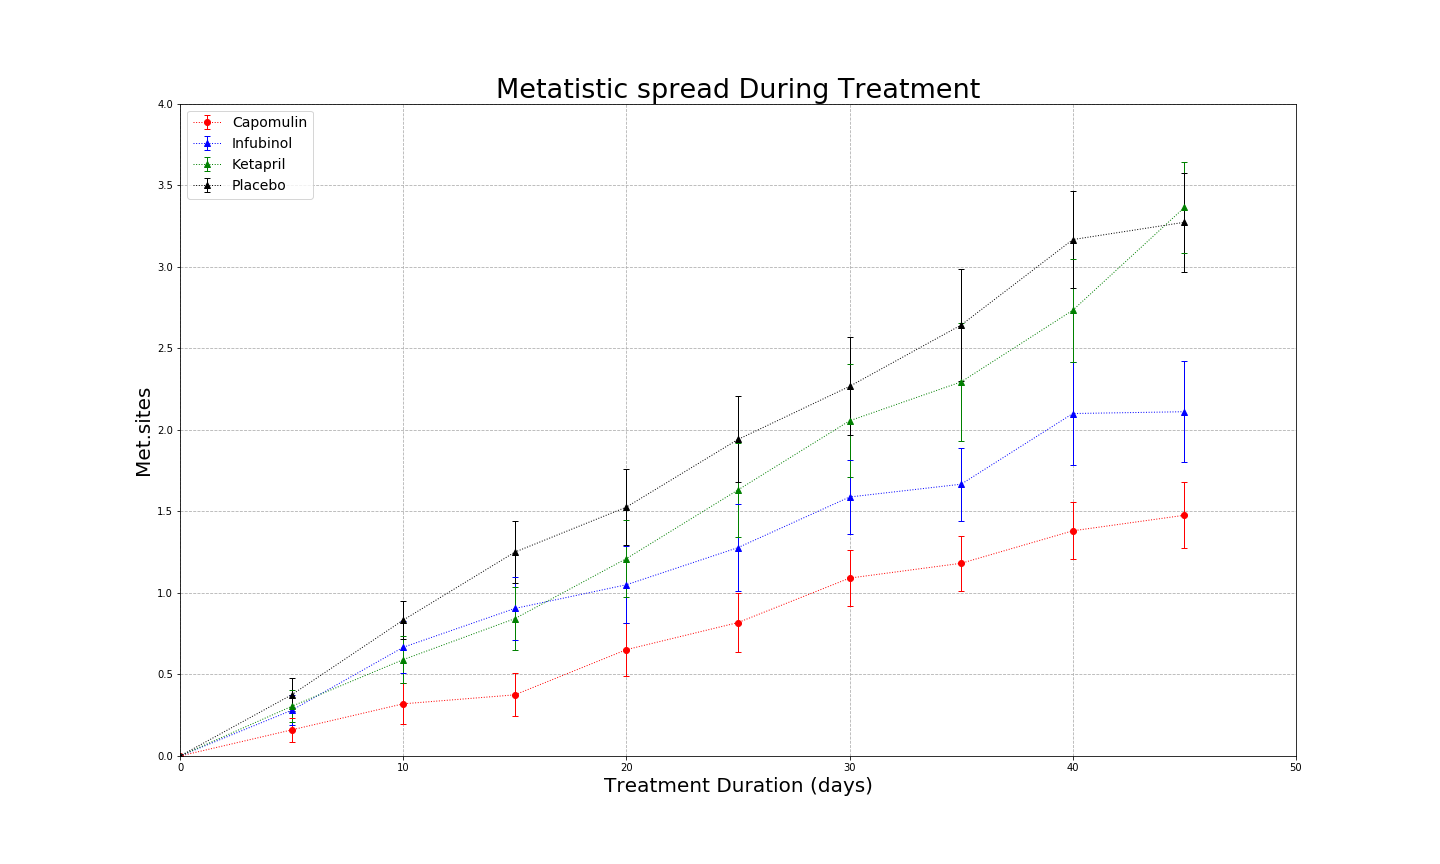 Metatistic spread During Treatment
Capomulin
Infubinol
Ketapril
Placebo
4.0
3.5
3.0
2.5
2.0
1.5
1.0
0.5
0.0
Met.sites
0 10 20 30 40 50
Treatment Duration (days)